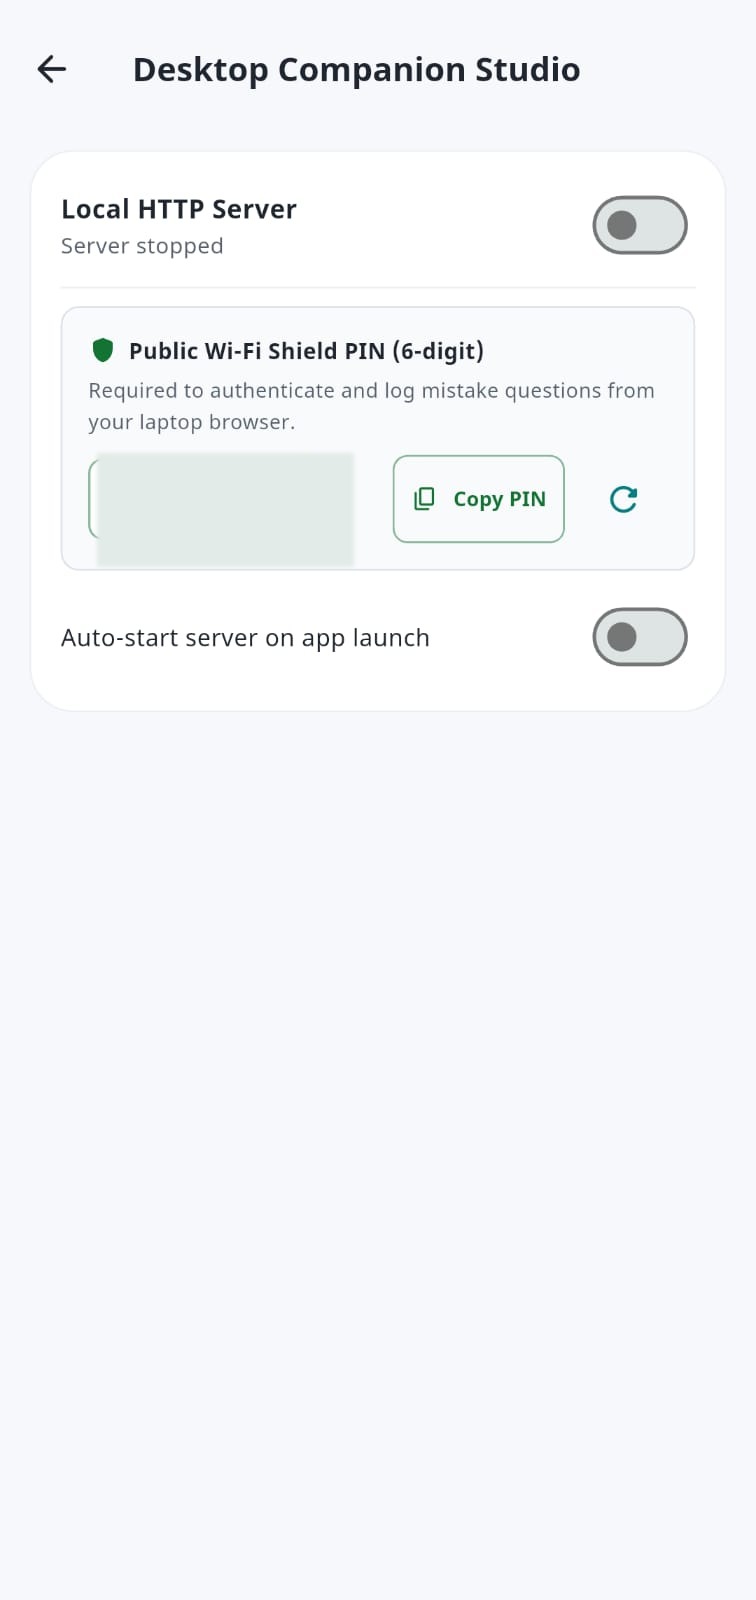 Desktop Companion Studio
Local HTTP Server
Server stopped
Public Wi-Fi Shield PIN (6-digit)
Required to authenticate and log mistake questions from
your laptop browser.
Copy PIN
Auto-start server on app launch